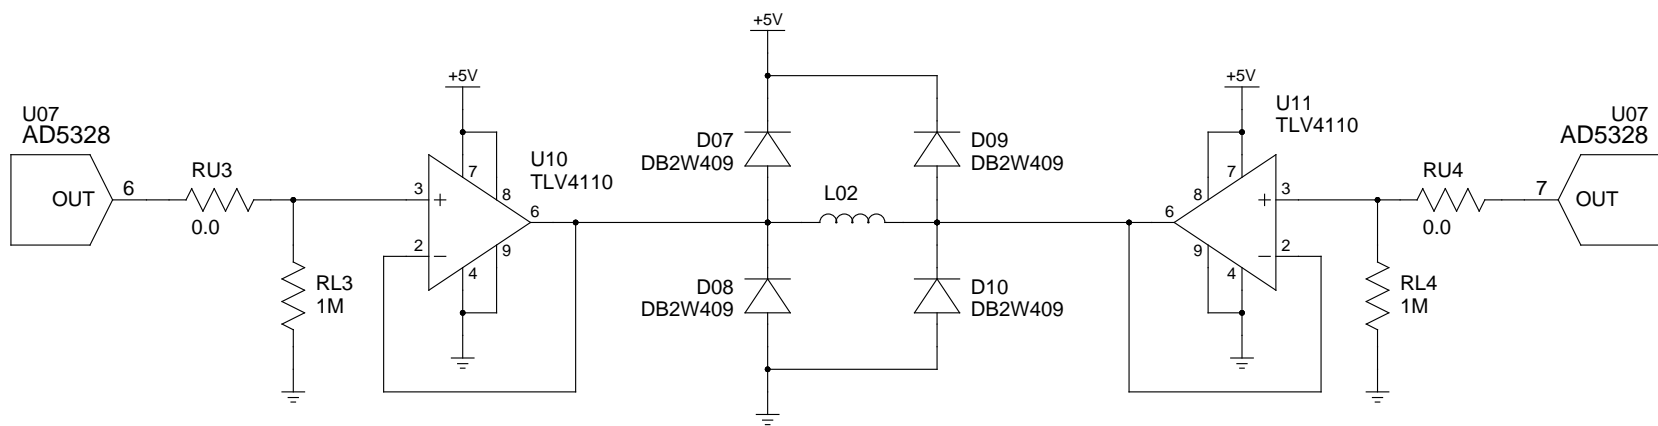 +5V
+5V
+5V
U07
AD5328
U11
TLV4110
U07
AD5328
D07
DB2W409
D09
DB2W409
U10
TLV4110
7
8
7
8
OUT
6
RU3
0.0
3
+
6
L02
6
3
+
RU4
0.0
7
OUT
2
−
9
4
9
4
2
−
RL3
1M
D08
DB2W409
D10
DB2W409
RL4
1M